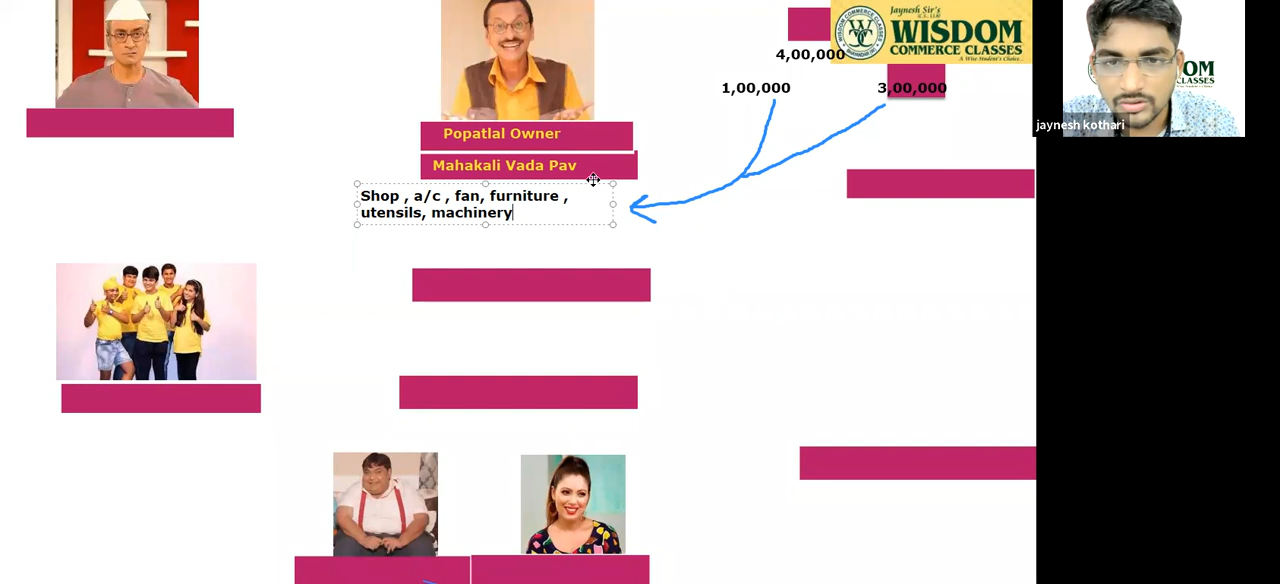 Jaynesh Sir's
WISDOM
COMMERCE CLASSES
A Wise Student's Choice...
4,00,000
1,00,000
3,00,000
jaynesh kothari
Popatlal Owner
Mahakali Vada Pav
Shop , a/c , fan, furniture ,
utensils, machinery